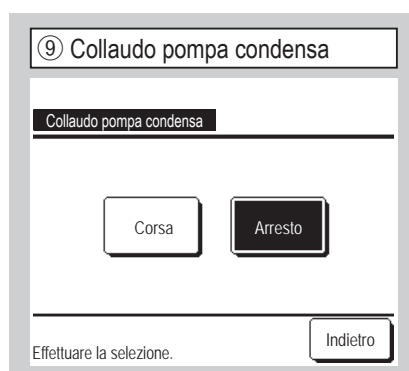 ⑨ Collaudo pompa condensa
Collaudo pompa condensa
Corsa
Arresto
Indietro
Effettuare la selezione.